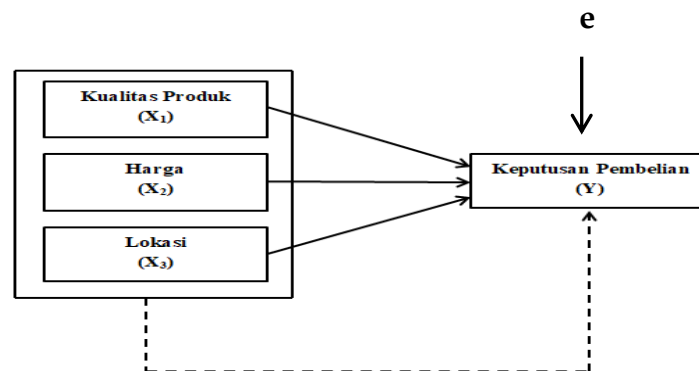 e
Kualitas Produk
(X₁)
Harga
(X₂)
Lokasi
(X₃)
Keputusan Pembelian
(Y)